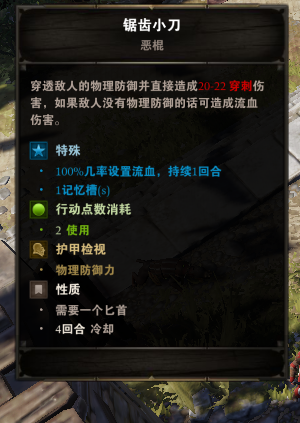 锯齿小刀
恶棍
穿透敌人的物理防御并直接造成20-22 穿刺伤
害，如果敌人没有物理防御的话可造成流血
伤害。
特殊
• 100%几率设置流血，持续1回合
• 1记忆槽(s)
行动点数消耗
• 2 使用
护甲检视
• 物理防御力
性质
• 需要一个匕首
• 4回合 冷却